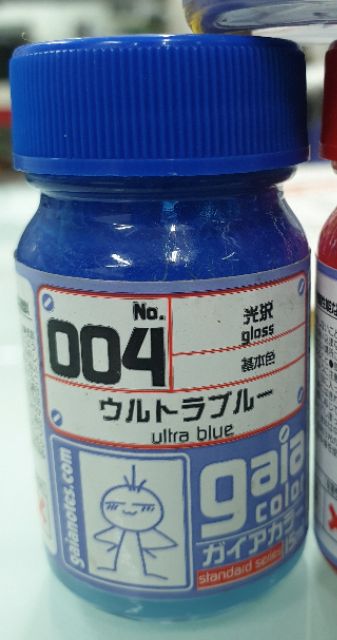 No.
004
光沢
gloss
基本色
ウルトラブルー
ultra blue
gaianotes.com
gaia
color
ガイアカラー
standard series